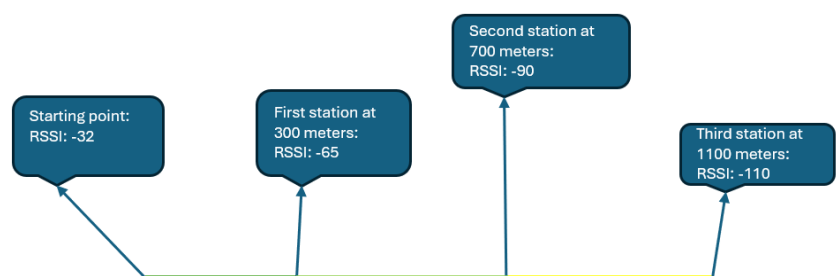 Starting point:
RSSI: -32
First station at
300 meters:
RSSI: -65
Second station at
700 meters:
RSSI: -90
Third station at
1100 meters:
RSSI: -110